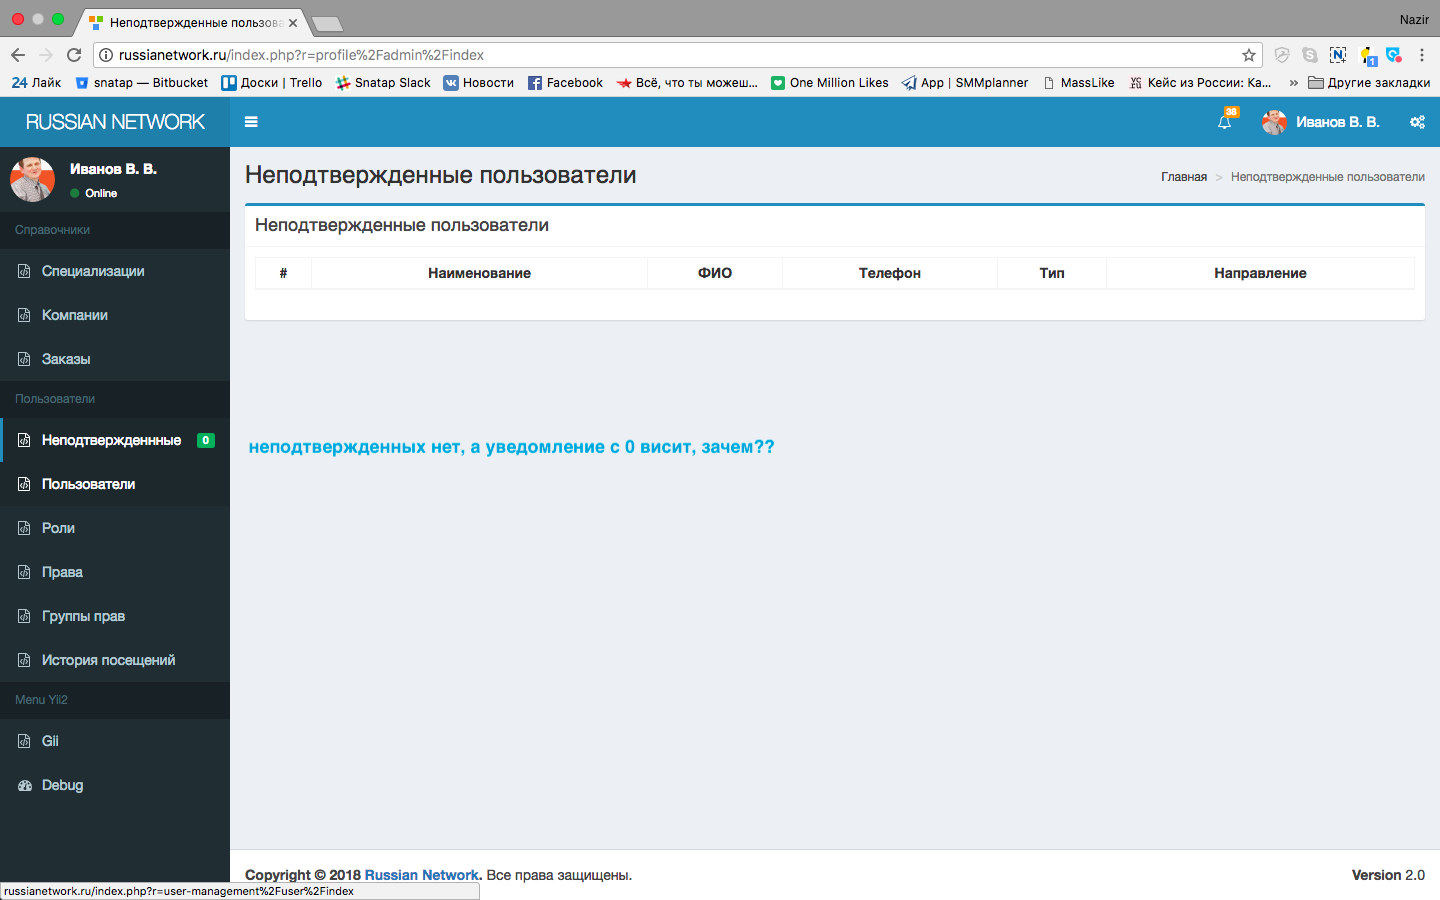 Nazir
Неподтвержденные пользова
russianetwork.ru/index.php?r=profile%2Fadmin%2Findex
24 Лайк
snatap — Bitbucket
Доски | Trello
Snatap Slack
Новости
Facebook
Всё, что ты можеш...
One Million Likes
App | SMMplanner
MassLike
Кейс из России: Ка...
» Другие закладки
RUSSIAN NETWORK
38
Иванов В. В.
Иванов В. В.
Online
Справочники
Специализации
Компании
Заказы
Пользователи
Неподтвержденнные 0
Пользователи
Роли
Права
Группы прав
История посещений
Menu Yii2
Gii
Debug
Неподтвержденные пользователи
Главная > Неподтвержденные пользователи
Неподтвержденные пользователи
# Наименование ФИО Телефон Тип Направление
неподтвержденных нет, а уведомление с 0 висит, зачем??
Copyright © 2018 Russian Network. Все права защищены.
Version 2.0
russianetwork.ru/index.php?r=user-management%2Fuser%2Findex